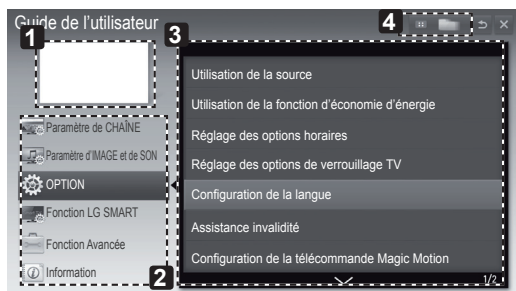 Guide de l'utilisateur
4
1
3
Utilisation de la source
Utilisation de la fonction d'économie d'énergie
Réglage des options horaires
Réglage des options de verrouillage TV
Configuration de la langue
Assistance invalidité
Configuration de la télécommande Magic Motion
1/2
Paramètre de CHAÎNE
Paramètre d'IMAGE et de SON
OPTION
Fonction LG SMART
Fonction Avancée
Information
2